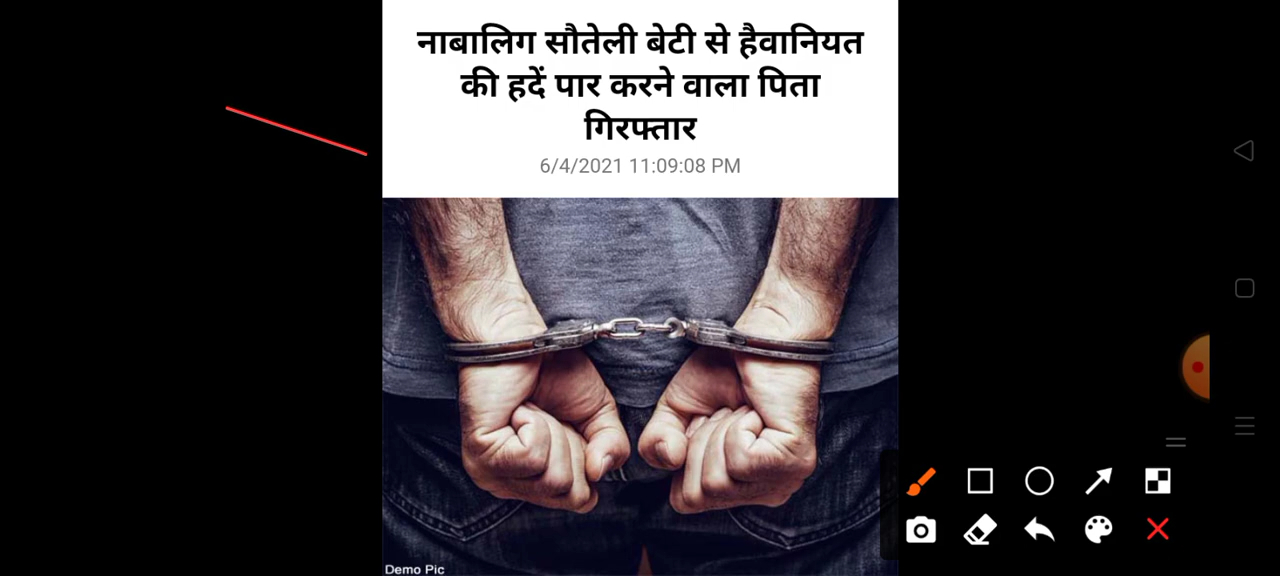 नाबालिग सौतेली बेटी से हैवानियत
की हदें पार करने वाला पिता
गिरफ्तार
6/4/2021 11:09:08 PM
Demo Pic